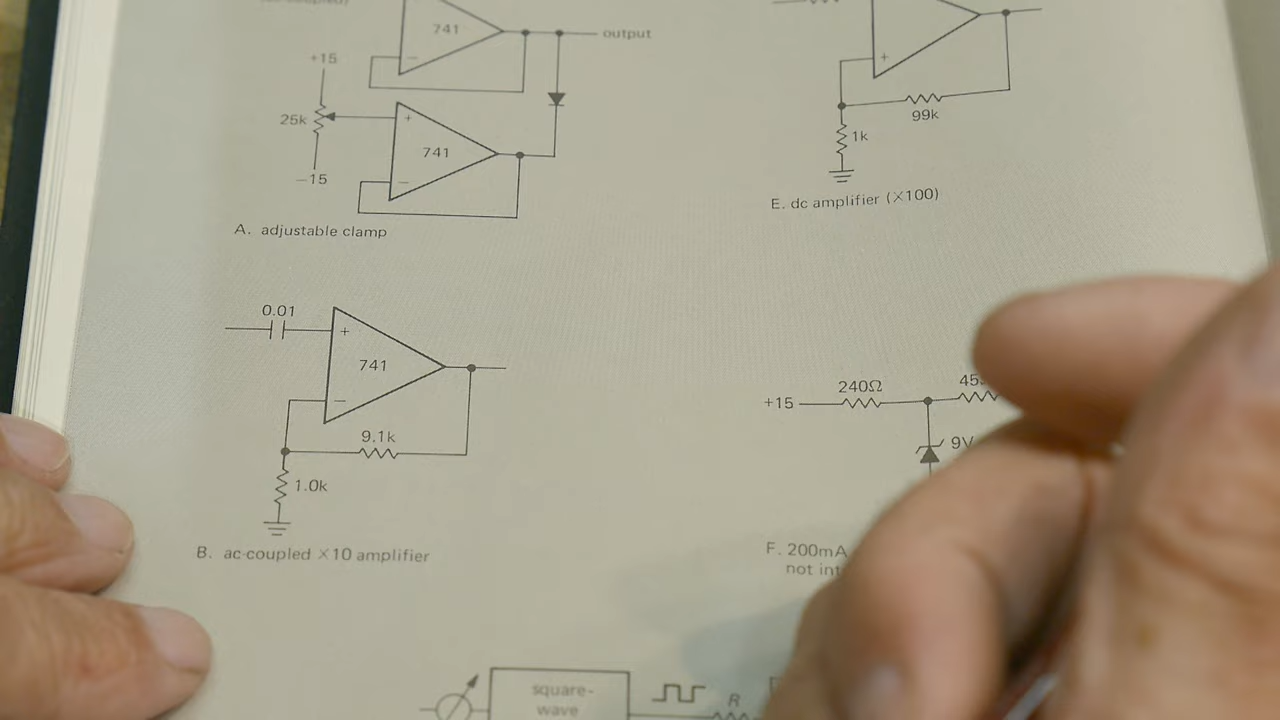 741
−
output
+15
25k
+
741
−
−15
A. adjustable clamp
+
99k
1k
E. dc amplifier (×100)
0.01
+
741
−
9.1k
1.0k
B. ac-coupled ×10 amplifier
240Ω
+15
9V
F. 200mA
not
square-
wave
R